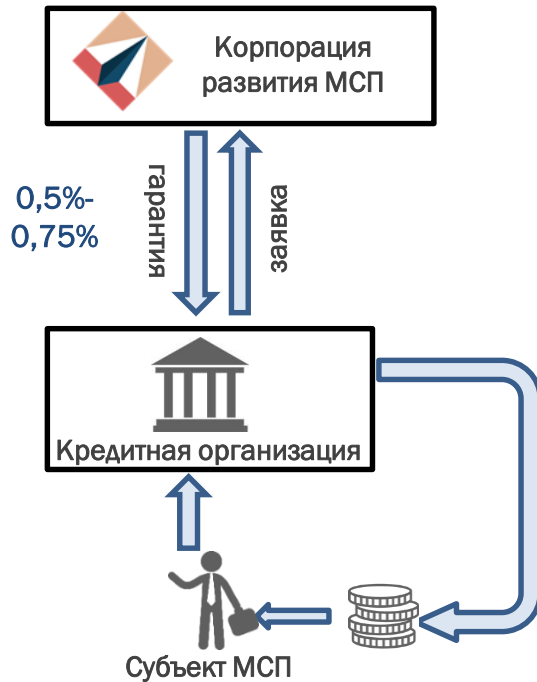 Корпорация
развития МСП
0,5%-
0,75%
гарантия
заявка
Кредитная организация
Субъект МСП